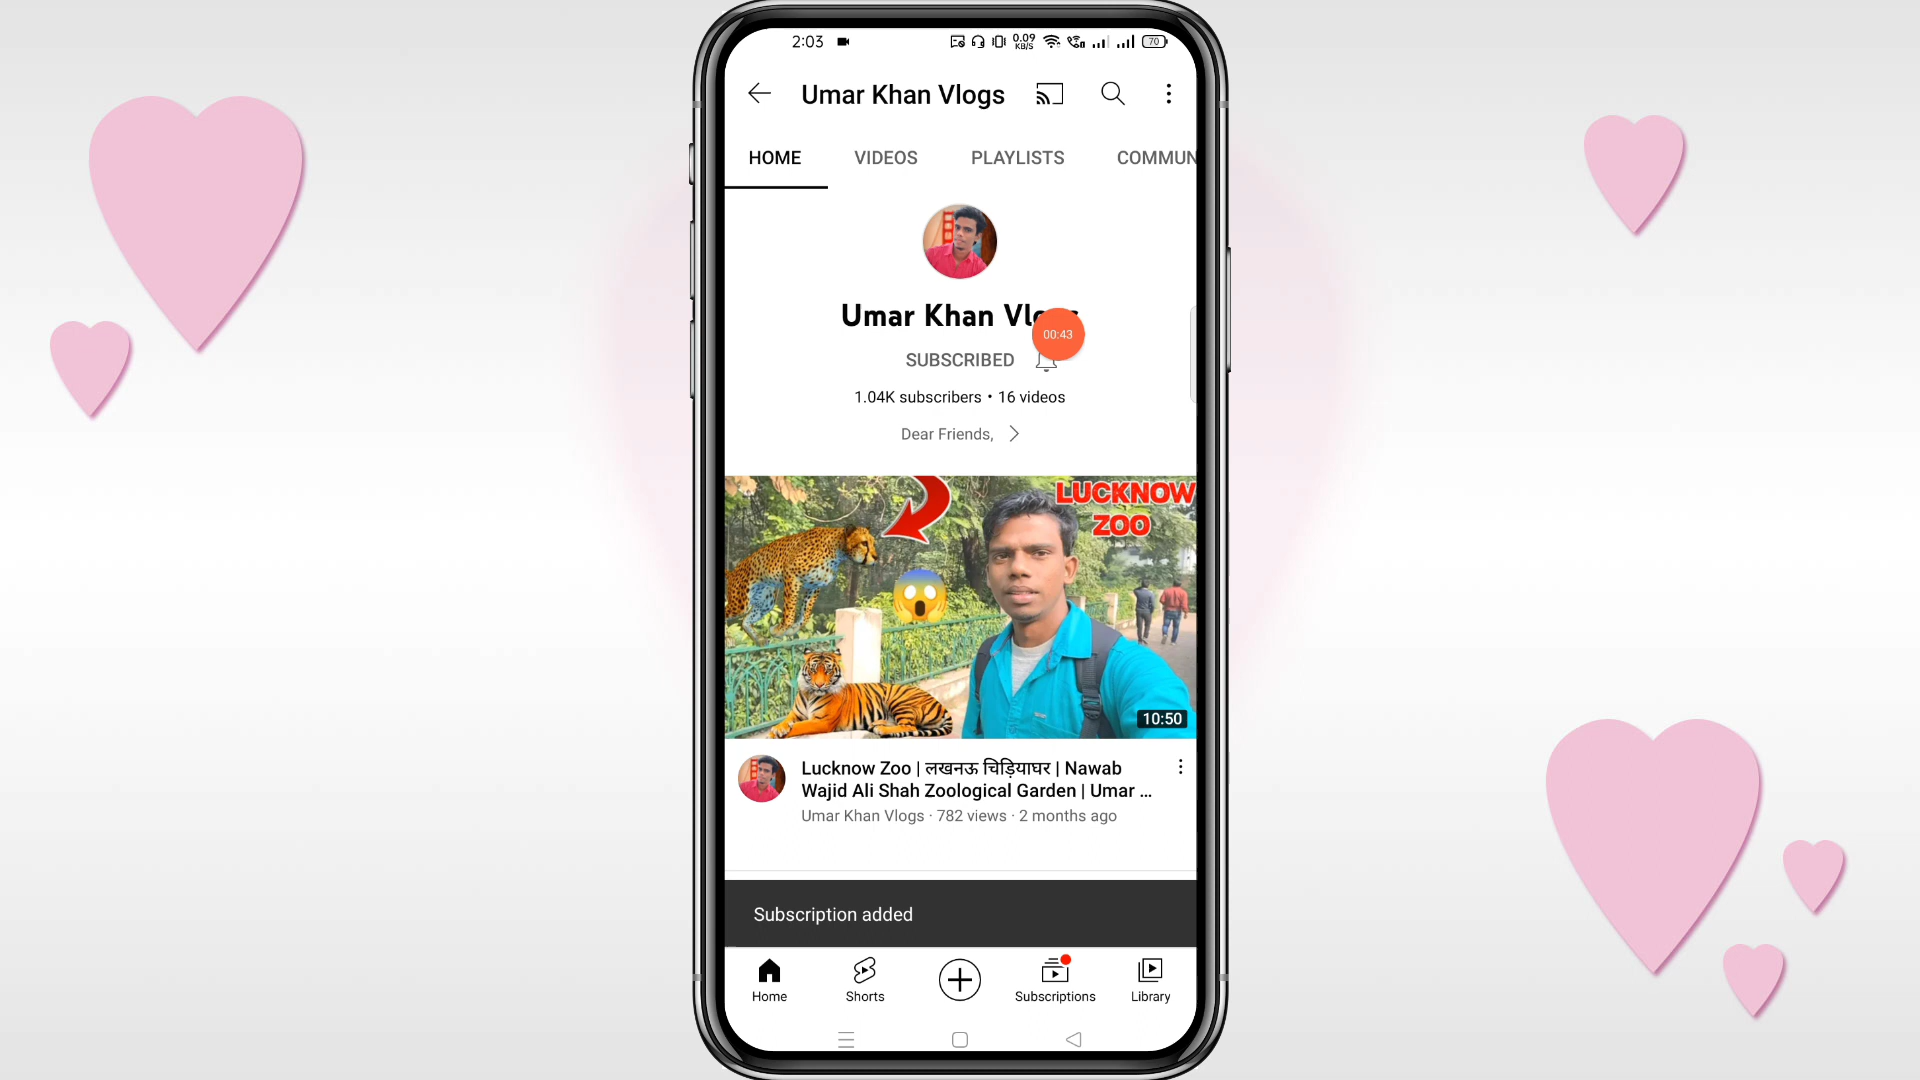 2:03
0.09
KB/S
70
Umar Khan Vlogs
HOME VIDEOS PLAYLISTS COMMUN
Umar Khan
00:43
SUBSCRIBED
1.04K subscribers • 16 videos
Dear Friends,
LUCKNOW
ZOO
10:50
Lucknow Zoo | लखनऊ चिड़ियाघर | Nawab
Wajid Ali Shah Zoological Garden | Umar ...
Umar Khan Vlogs · 782 views · 2 months ago
Subscription added
Home Shorts Subscriptions Library